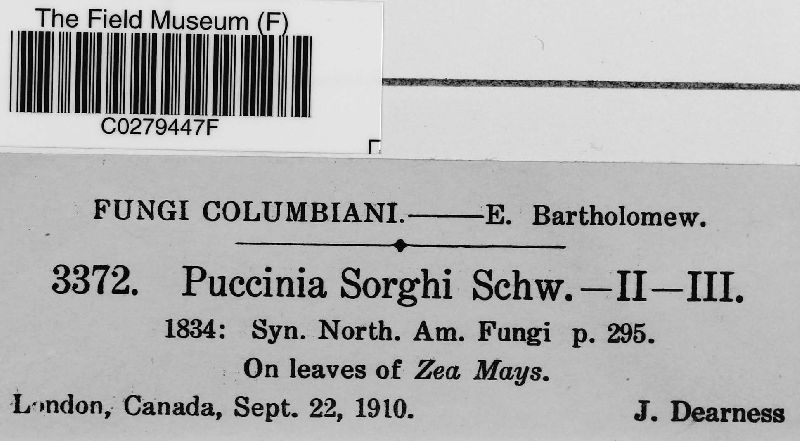 The Field Museum (F)
C0279447F
FUNGI COLUMBIANI.——E. Bartholomew.
3372. Puccinia Sorghi Schw.—II—III.
1834: Syn. North. Am. Fungi p. 295.
On leaves of Zea Mays.
London, Canada, Sept. 22, 1910. J. Dearness